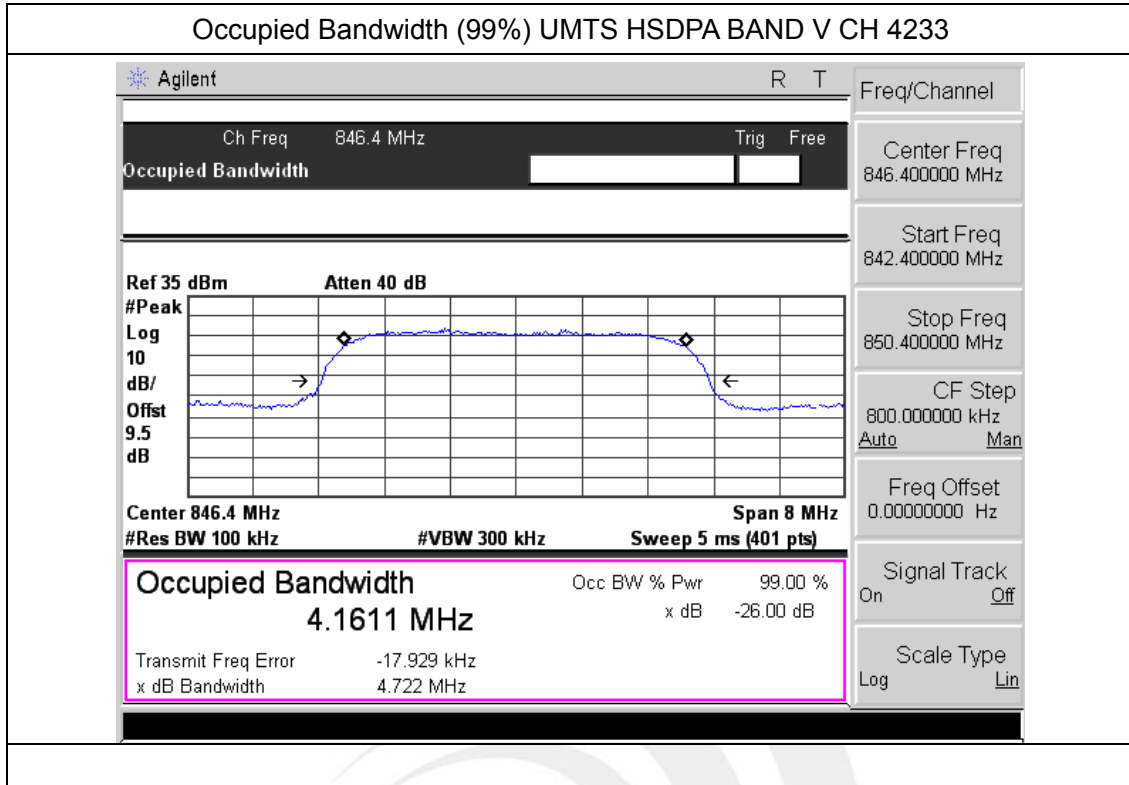 Occupied Bandwidth (99%) UMTS HSDPA BAND V CH 4233
Agilent R T
Ch Freq 846.4 MHz Trig Free
Occupied Bandwidth
Ref 35 dBm Atten 40 dB
#Peak
Log
10
dB/
Offst
9.5
dB
Center 846.4 MHz Span 8 MHz
#Res BW 100 kHz #VBW 300 kHz Sweep 5 ms (401 pts)
Occupied Bandwidth Occ BW % Pwr 99.00 %
4.1611 MHz x dB -26.00 dB
Transmit Freq Error -17.929 kHz
x dB Bandwidth 4.722 MHz
Freq/Channel
Center Freq
846.400000 MHz
Start Freq
842.400000 MHz
Stop Freq
850.400000 MHz
CF Step
800.000000 kHz
Auto Man
Freq Offset
0.00000000 Hz
Signal Track
On Off
Scale Type
Log Lin